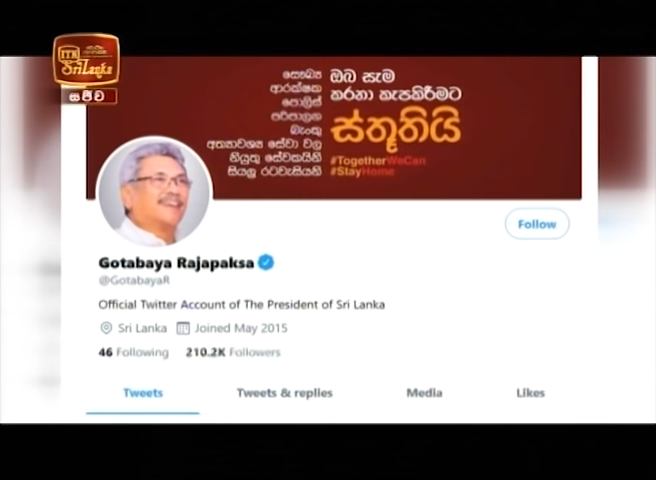 ITN
Sri Lanka
සජීව
සෞඛ්‍ය
ආරක්ෂක
පොලිස්
පරිපාලන
බැංකු
අත්‍යාවශ්‍ය සේවා වල
නියුතු සේවකයිනි
සියලු රටවැසියනි
ඔබ සැම
කරනා කැපකිරීමට
ස්තූතියි
#TogetherWeCan
#StayHome
Follow
Gotabaya Rajapaksa
@GotabayaR
Official Twitter Account of The President of Sri Lanka
Sri Lanka Joined May 2015
46 Following 210.2K Followers
Tweets Tweets & replies Media Likes